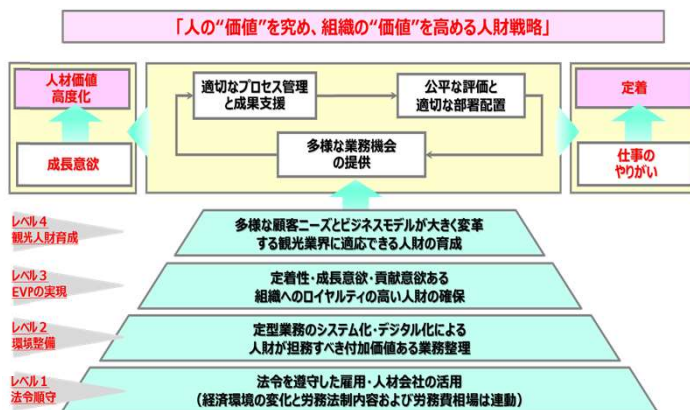 「人の“価値”を究め、組織の“価値”を高める人財戦略」
人材価値
高度化
成長意欲
適切なプロセス管理
と成果支援
公平な評価と
適切な部署配置
多様な業務機会
の提供
定着
仕事の
やりがい
レベル4
観光人財育成
多様な顧客ニーズとビジネスモデルが大きく変革
する観光業界に適応できる人財の育成
レベル3
EVPの実現
定着性・成長意欲・貢献意欲ある
組織へのロイヤルティの高い人財の確保
レベル2
環境整備
定型業務のシステム化・デジタル化による
人財が担務すべき付加価値ある業務整理
レベル1
法令順守
法令を遵守した雇用・人材会社の活用
(経済環境の変化と労務法制内容および労務費相場は連動)